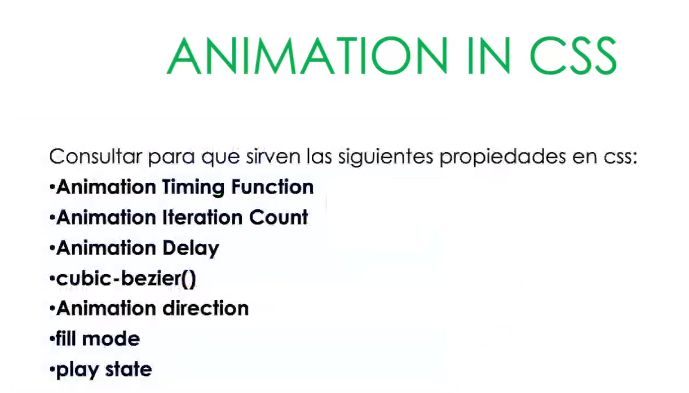 ANIMATION IN CSS
Consultar para que sirven las siguientes propiedades en css:
•Animation Timing Function
•Animation Iteration Count
•Animation Delay
•cubic-bezier()
•Animation direction
•fill mode
•play state